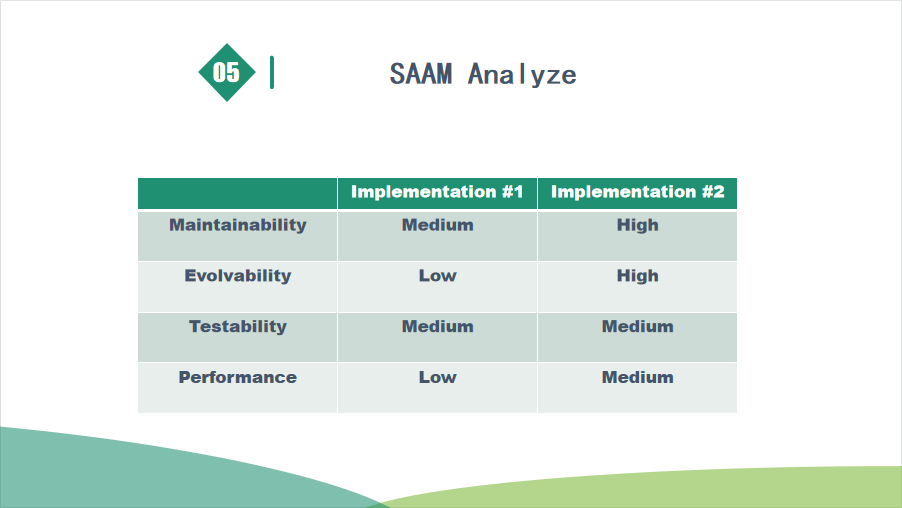 05
SAAM Analyze
Implementation #1 Implementation #2
Maintainability Medium High
Evolvability Low High
Testability Medium Medium
Performance Low Medium